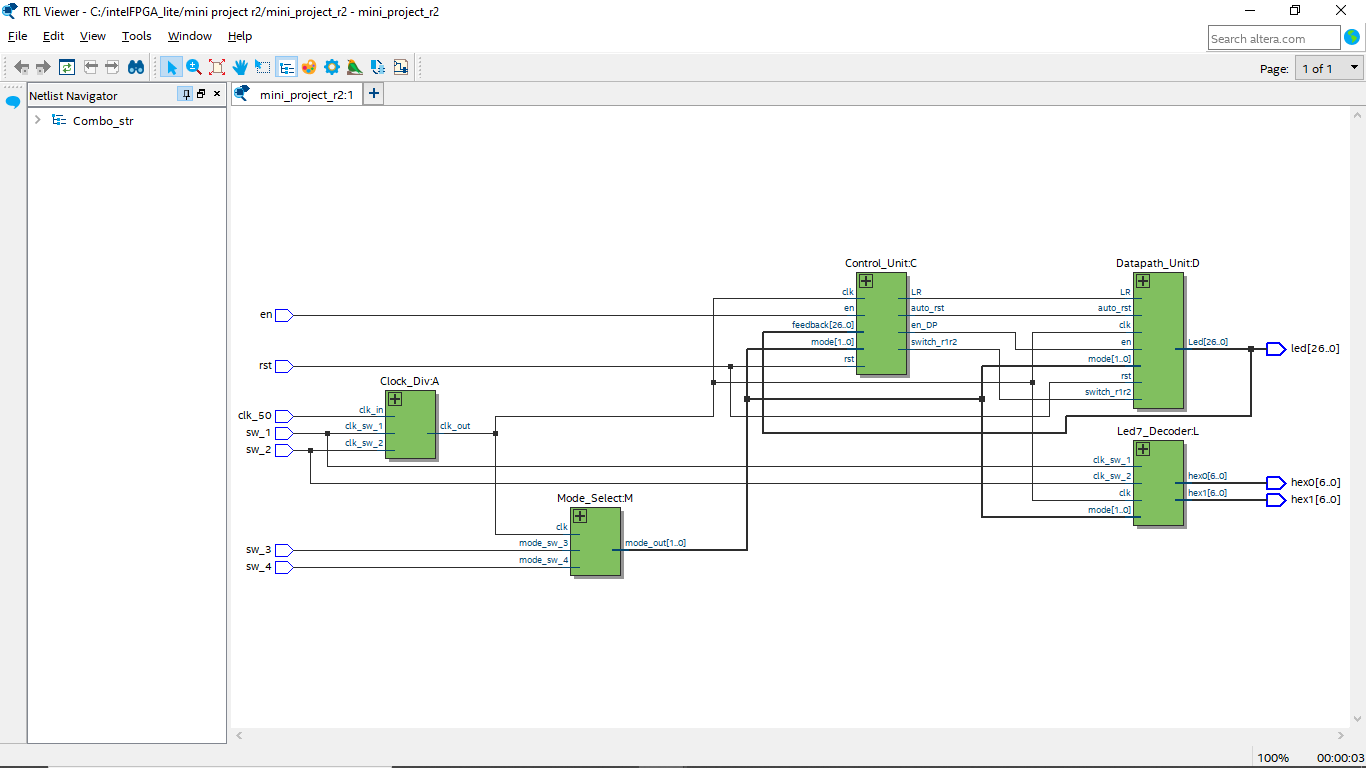 RTL Viewer - C:/intelFPGA_lite/mini project r2/mini_project_r2 - mini_project_r2
File Edit View Tools Window Help
Search altera.com
Page: 1 of 1
Netlist Navigator
mini_project_r2:1
Combo_str
Control_Unit:C
Datapath_Unit:D
clk
LR
LR
en
en
auto_rst
auto_rst
feedback[26..0]
en_DP
clk
mode[1..0]
switch_r1r2
en
Led[26..0]
led[26..0]
rst
rst
mode[1..0]
rst
switch_r1r2
Clock_Div:A
clk_50
clk_in
sw_1
clk_sw_1
clk_out
sw_2
clk_sw_2
Led7_Decoder:L
clk_sw_1
clk_sw_2
hex0[6..0]
hex0[6..0]
clk
hex1[6..0]
hex1[6..0]
mode[1..0]
Mode_Select:M
clk
sw_3
mode_sw_3
mode_out[1..0]
sw_4
mode_sw_4
100% 00:00:03